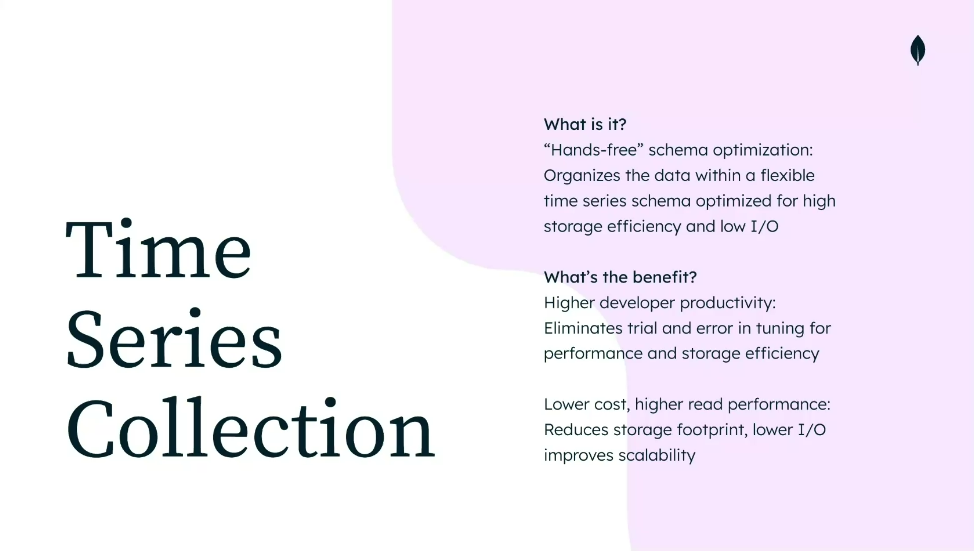 Time
Series
Collection
What is it?
“Hands-free” schema optimization:
Organizes the data within a flexible
time series schema optimized for high
storage efficiency and low I/O
What’s the benefit?
Higher developer productivity:
Eliminates trial and error in tuning for
performance and storage efficiency
Lower cost, higher read performance:
Reduces storage footprint, lower I/O
improves scalability